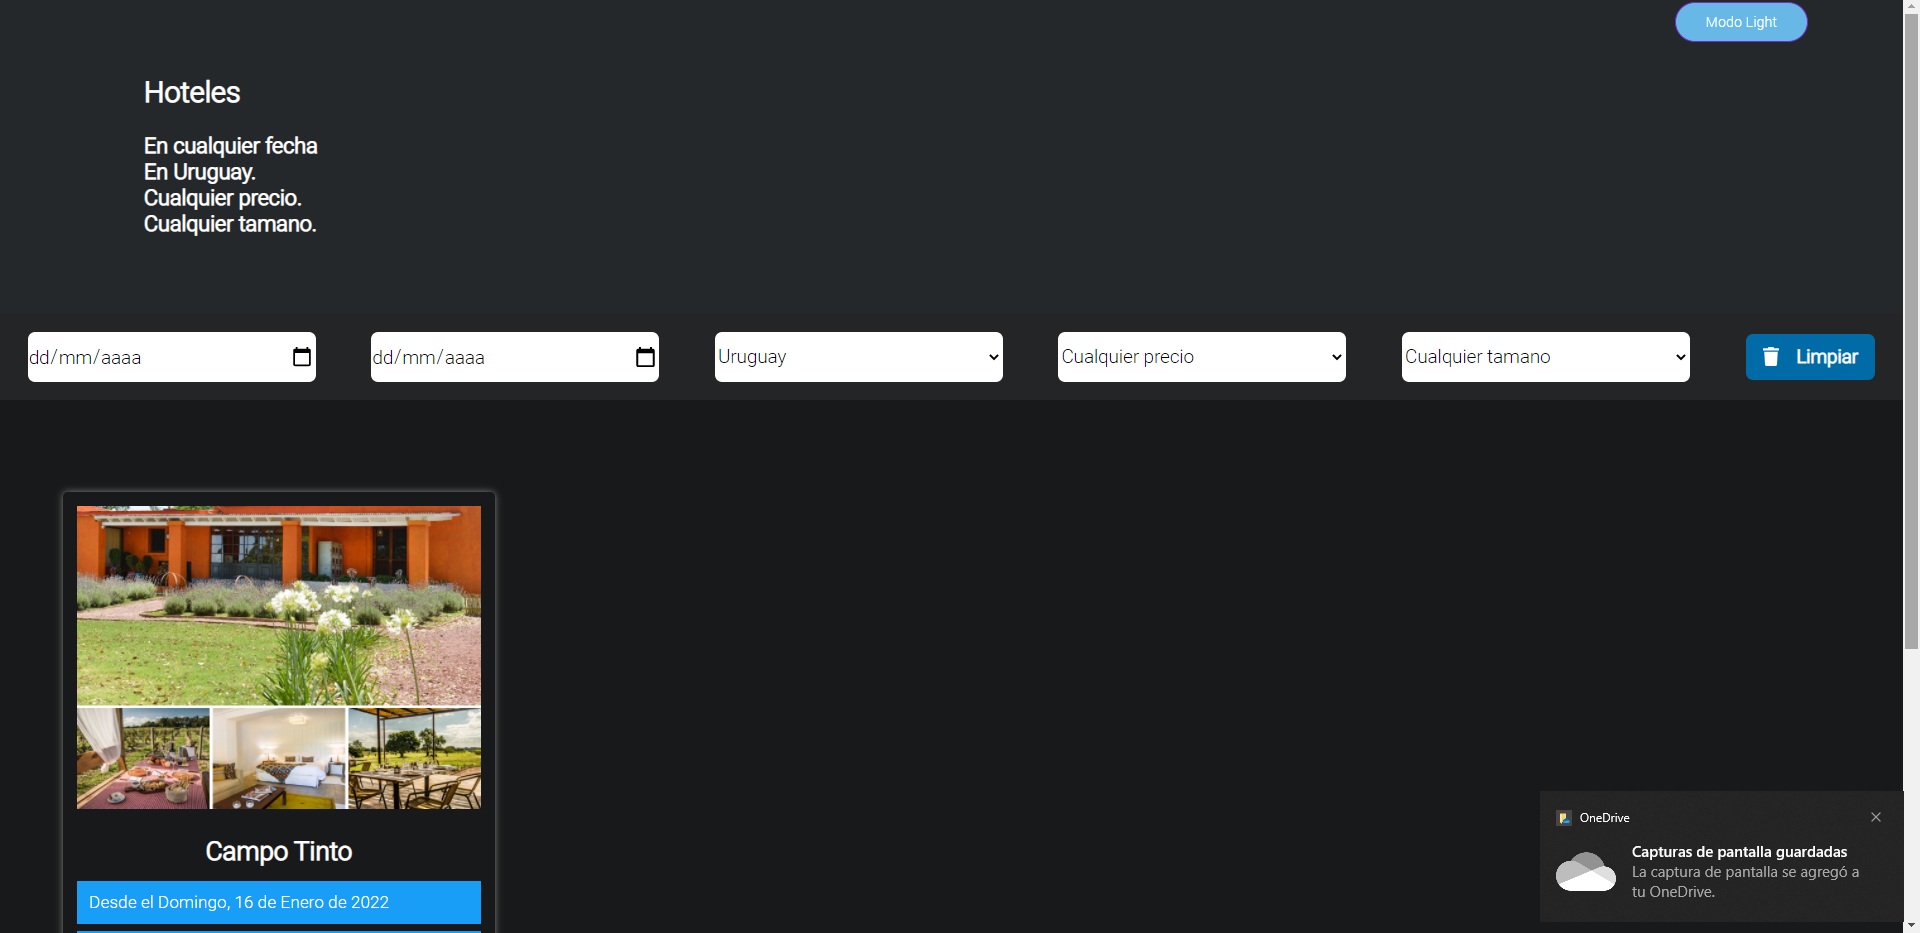 Modo Light
Hoteles
En cualquier fecha
En Uruguay.
Cualquier precio.
Cualquier tamano.
dd/mm/aaaa
dd/mm/aaaa
Uruguay
Cualquier precio
Cualquier tamano
Limpiar
Campo Tinto
Desde el Domingo, 16 de Enero de 2022
OneDrive
Capturas de pantalla guardadas
La captura de pantalla se agregó a
tu OneDrive.